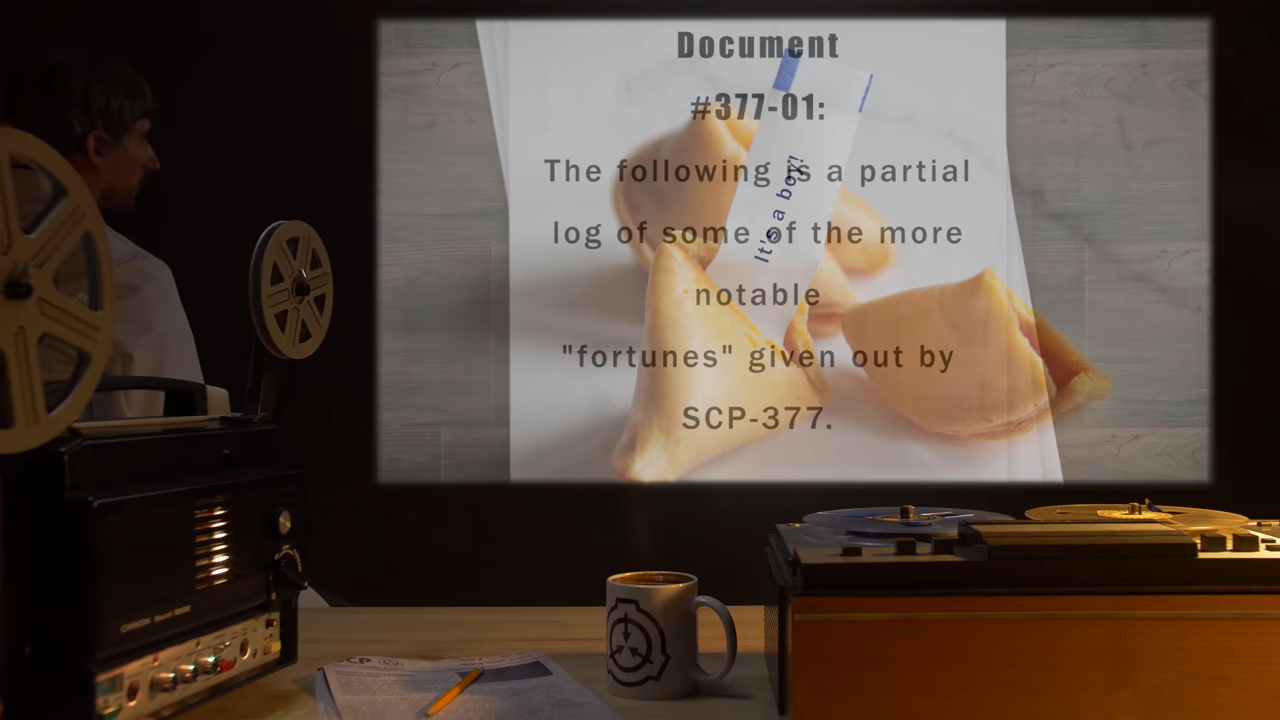 Document
#377-01:
The following is a partial
log of some of the more
notable
"fortunes" given out by
SCP-377.
It's a boy!